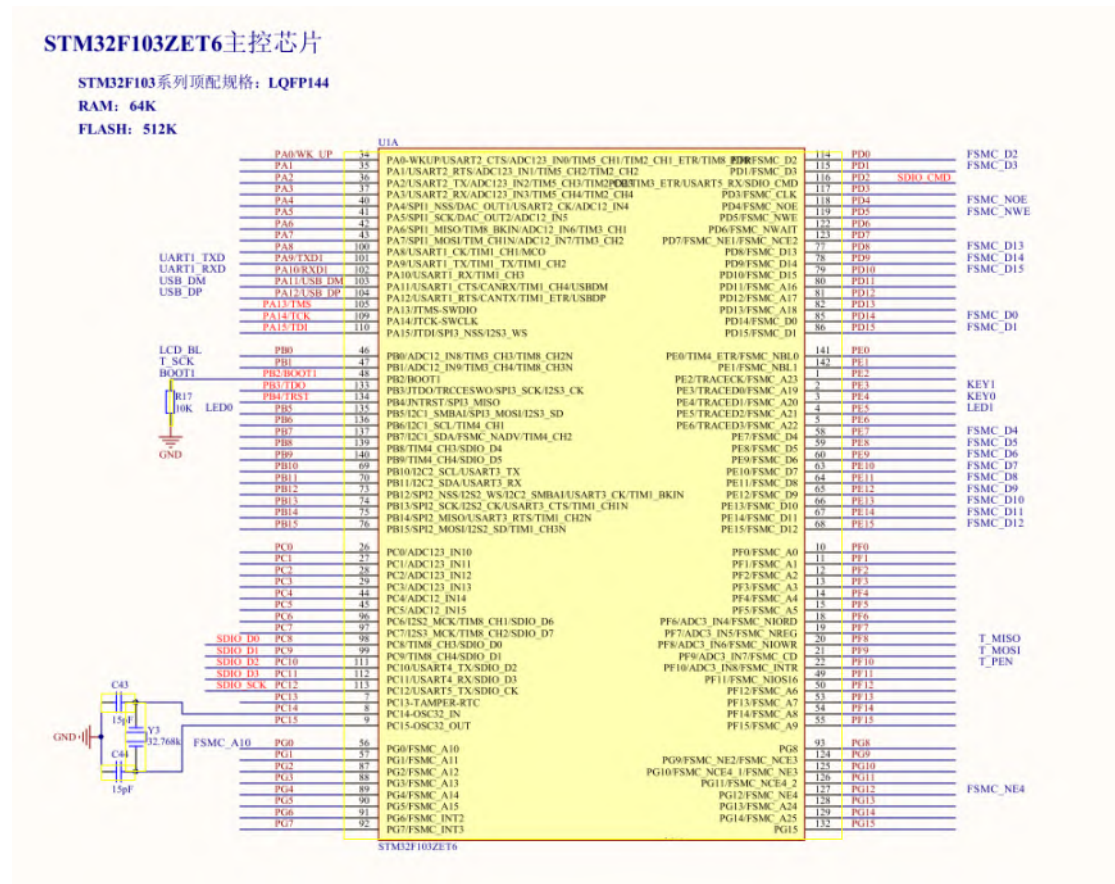 STM32F103ZET6主控芯片
STM32F103系列顶配规格：LQFP144
RAM：64K
FLASH：512K
U1A
PA0/WK_UP 34 PA0-WKUP/USART2_CTS/ADC123_IN0/TIM5_CH1/TIM2_CH1_ETR/TIM8_ETR
PA1 35 PA1/USART2_RTS/ADC123_IN1/TIM5_CH2/TIM2_CH2
PA2 36 PA2/USART2_TX/ADC123_IN2/TIM5_CH3/TIM2_CH3
PA3 37 PA3/USART2_RX/ADC123_IN3/TIM5_CH4/TIM2_CH4
PA4 40 PA4/SPI1_NSS/DAC_OUT1/USART2_CK/ADC12_IN4
PA5 41 PA5/SPI1_SCK/DAC_OUT2/ADC12_IN5
PA6 42 PA6/SPI1_MISO/TIM8_BKIN/ADC12_IN6/TIM3_CH1
PA7 43 PA7/SPI1_MOSI/TIM_CH1N/ADC12_IN7/TIM3_CH2
PA8 100 PA8/USART1_CK/TIM1_CH1/MCO
UART1_TXD PA9/TXD1 101 PA9/USART1_TX/TIM1_CH2
UART1_RXD PA10/RXD1 102 PA10/USART1_RX/TIM1_CH3
USB_DM PA11/USB_DM 103 PA11/USART1_CTS/CANRX/TIM1_CH4/USBDM
USB_DP PA12/USB_DP 104 PA12/USART1_RTS/CANTX/TIM1_ETR/USBDP
PA13/TMS 105 PA13/JTMS-SWDIO
PA14/TCK 109 PA14/JTCK-SWCLK
PA15/TDI 110 PA15/JTDI/SPI3_NSS/I2S3_WS
LCD_BL PB0 46 PB0/ADC12_IN8/TIM3_CH3/TIM8_CH2N
T_SCK PB1 47 PB1/ADC12_IN9/TIM3_CH4/TIM8_CH3N
BOOT1 PB2/BOOT1 48 PB2/BOOT1
PB3/TDO 133 PB3/JTDO/TRCCESWO/SPI3_SCK/I2S3_CK
PB4/TRST 134 PB4/JNTRST/SPI3_MISO
R17
10K
GND
LED0 PB5 135 PB5/I2C1_SMBAI/SPI3_MOSI/I2S3_SD
PB6 136 PB6/I2C1_SCL/TIM4_CH1
PB7 137 PB7/I2C1_SDA/FSMC_NADV/TIM4_CH2
PB8 139 PB8/TIM4_CH3/SDIO_D4
PB9 140 PB9/TIM4_CH4/SDIO_D5
PB10 69 PB10/I2C2_SCL/USART3_TX
PB11 70 PB11/I2C2_SDA/USART3_RX
PB12 73 PB12/SPI2_NSS/I2S2_WS/I2C2_SMBAI/USART3_CK/TIM1_BKIN
PB13 74 PB13/SPI2_SCK/I2S2_CK/USART3_CTS/TIM1_CH1N
PB14 75 PB14/SPI2_MISO/USART3_RTS/TIM1_CH2N
PB15 76 PB15/SPI2_MOSI/I2S2_SD/TIM1_CH3N
PC0 26 PC0/ADC123_IN10
PC1 27 PC1/ADC123_IN11
PC2 28 PC2/ADC123_IN12
PC3 29 PC3/ADC123_IN13
PC4 44 PC4/ADC12_IN14
PC5 45 PC5/ADC12_IN15
PC6 96 PC6/I2S2_MCK/TIM8_CH1/SDIO_D6
PC7 97 PC7/I2S3_MCK/TIM8_CH2/SDIO_D7
SDIO_D0 PC8 98 PC8/TIM8_CH3/SDIO_D0
SDIO_D1 PC9 99 PC9/TIM8_CH4/SDIO_D1
SDIO_D2 PC10 111 PC10/USART4_TX/SDIO_D2
SDIO_D3 PC11 112 PC11/USART4_RX/SDIO_D3
SDIO_SCK PC12 113 PC12/USART5_TX/SDIO_CK
PC13 7 PC13-TAMPER-RTC
PC14 8 PC14-OSC32_IN
PC15 9 PC15-OSC32_OUT
C43
15pF
GND
Y3
32.768k
C44
15pF
FSMC_A10 PG0 56 PG0/FSMC_A10
PG1 57 PG1/FSMC_A11
PG2 87 PG2/FSMC_A12
PG3 88 PG3/FSMC_A13
PG4 89 PG4/FSMC_A14
PG5 90 PG5/FSMC_A15
PG6 91 PG6/FSMC_INT2
PG7 92 PG7/FSMC_INT3
PD0/FSMC_D2 114 PD0 FSMC_D2
PD1/FSMC_D3 115 PD1 FSMC_D3
PD2/TIM3_ETR/USART5_RX/SDIO_CMD 116 PD2 SDIO_CMD
PD3/FSMC_CLK 117 PD3
PD4/FSMC_NOE 118 PD4 FSMC_NOE
PD5/FSMC_NWE 119 PD5 FSMC_NWE
PD6/FSMC_NWAIT 122 PD6
PD7/FSMC_NE1/FSMC_NCE2 123 PD7
PD8/FSMC_D13 77 PD8 FSMC_D13
PD9/FSMC_D14 78 PD9 FSMC_D14
PD10/FSMC_D15 79 PD10 FSMC_D15
PD11/FSMC_A16 80 PD11
PD12/FSMC_A17 81 PD12
PD13/FSMC_A18 82 PD13
PD14/FSMC_D0 85 PD14 FSMC_D0
PD15/FSMC_D1 86 PD15 FSMC_D1
PE0/TIM4_ETR/FSMC_NBL0 141 PE0
PE1/FSMC_NBL1 142 PE1
PE2/TRACECK/FSMC_A23 1 PE2
PE3/TRACED0/FSMC_A19 2 PE3 KEY1
PE4/TRACED1/FSMC_A20 3 PE4 KEY0
PE5/TRACED2/FSMC_A21 4 PE5 LED1
PE6/TRACED3/FSMC_A22 5 PE6
PE7/FSMC_D4 58 PE7 FSMC_D4
PE8/FSMC_D5 59 PE8 FSMC_D5
PE9/FSMC_D6 60 PE9 FSMC_D6
PE10/FSMC_D7 63 PE10 FSMC_D7
PE11/FSMC_D8 64 PE11 FSMC_D8
PE12/FSMC_D9 65 PE12 FSMC_D9
PE13/FSMC_D10 66 PE13 FSMC_D10
PE14/FSMC_D11 67 PE14 FSMC_D11
PE15/FSMC_D12 68 PE15 FSMC_D12
PF0/FSMC_A0 10 PF0
PF1/FSMC_A1 11 PF1
PF2/FSMC_A2 12 PF2
PF3/FSMC_A3 13 PF3
PF4/FSMC_A4 14 PF4
PF5/FSMC_A5 15 PF5
PF6/ADC3_IN4/FSMC_NIORD 18 PF6
PF7/ADC3_IN5/FSMC_NREG 19 PF7
PF8/ADC3_IN6/FSMC_NIOWR 20 PF8 T_MISO
PF9/ADC3_IN7/FSMC_CD 21 PF9 T_MOSI
PF10/ADC3_IN8/FSMC_INTR 22 PF10 T_PEN
PF11/FSMC_NIOS16 49 PF11
PF12/FSMC_A6 50 PF12
PF13/FSMC_A7 53 PF13
PF14/FSMC_A8 54 PF14
PF15/FSMC_A9 55 PF15
PG8 93 PG8
PG9/FSMC_NE2/FSMC_NCE3 124 PG9
PG10/FSMC_NCE4_1/FSMC_NE3 125 PG10
PG11/FSMC_NCE4_2 126 PG11
PG12/FSMC_NE4 127 PG12 FSMC_NE4
PG13/FSMC_A24 128 PG13
PG14/FSMC_A25 129 PG14
PG15 132 PG15
STM32F103ZET6